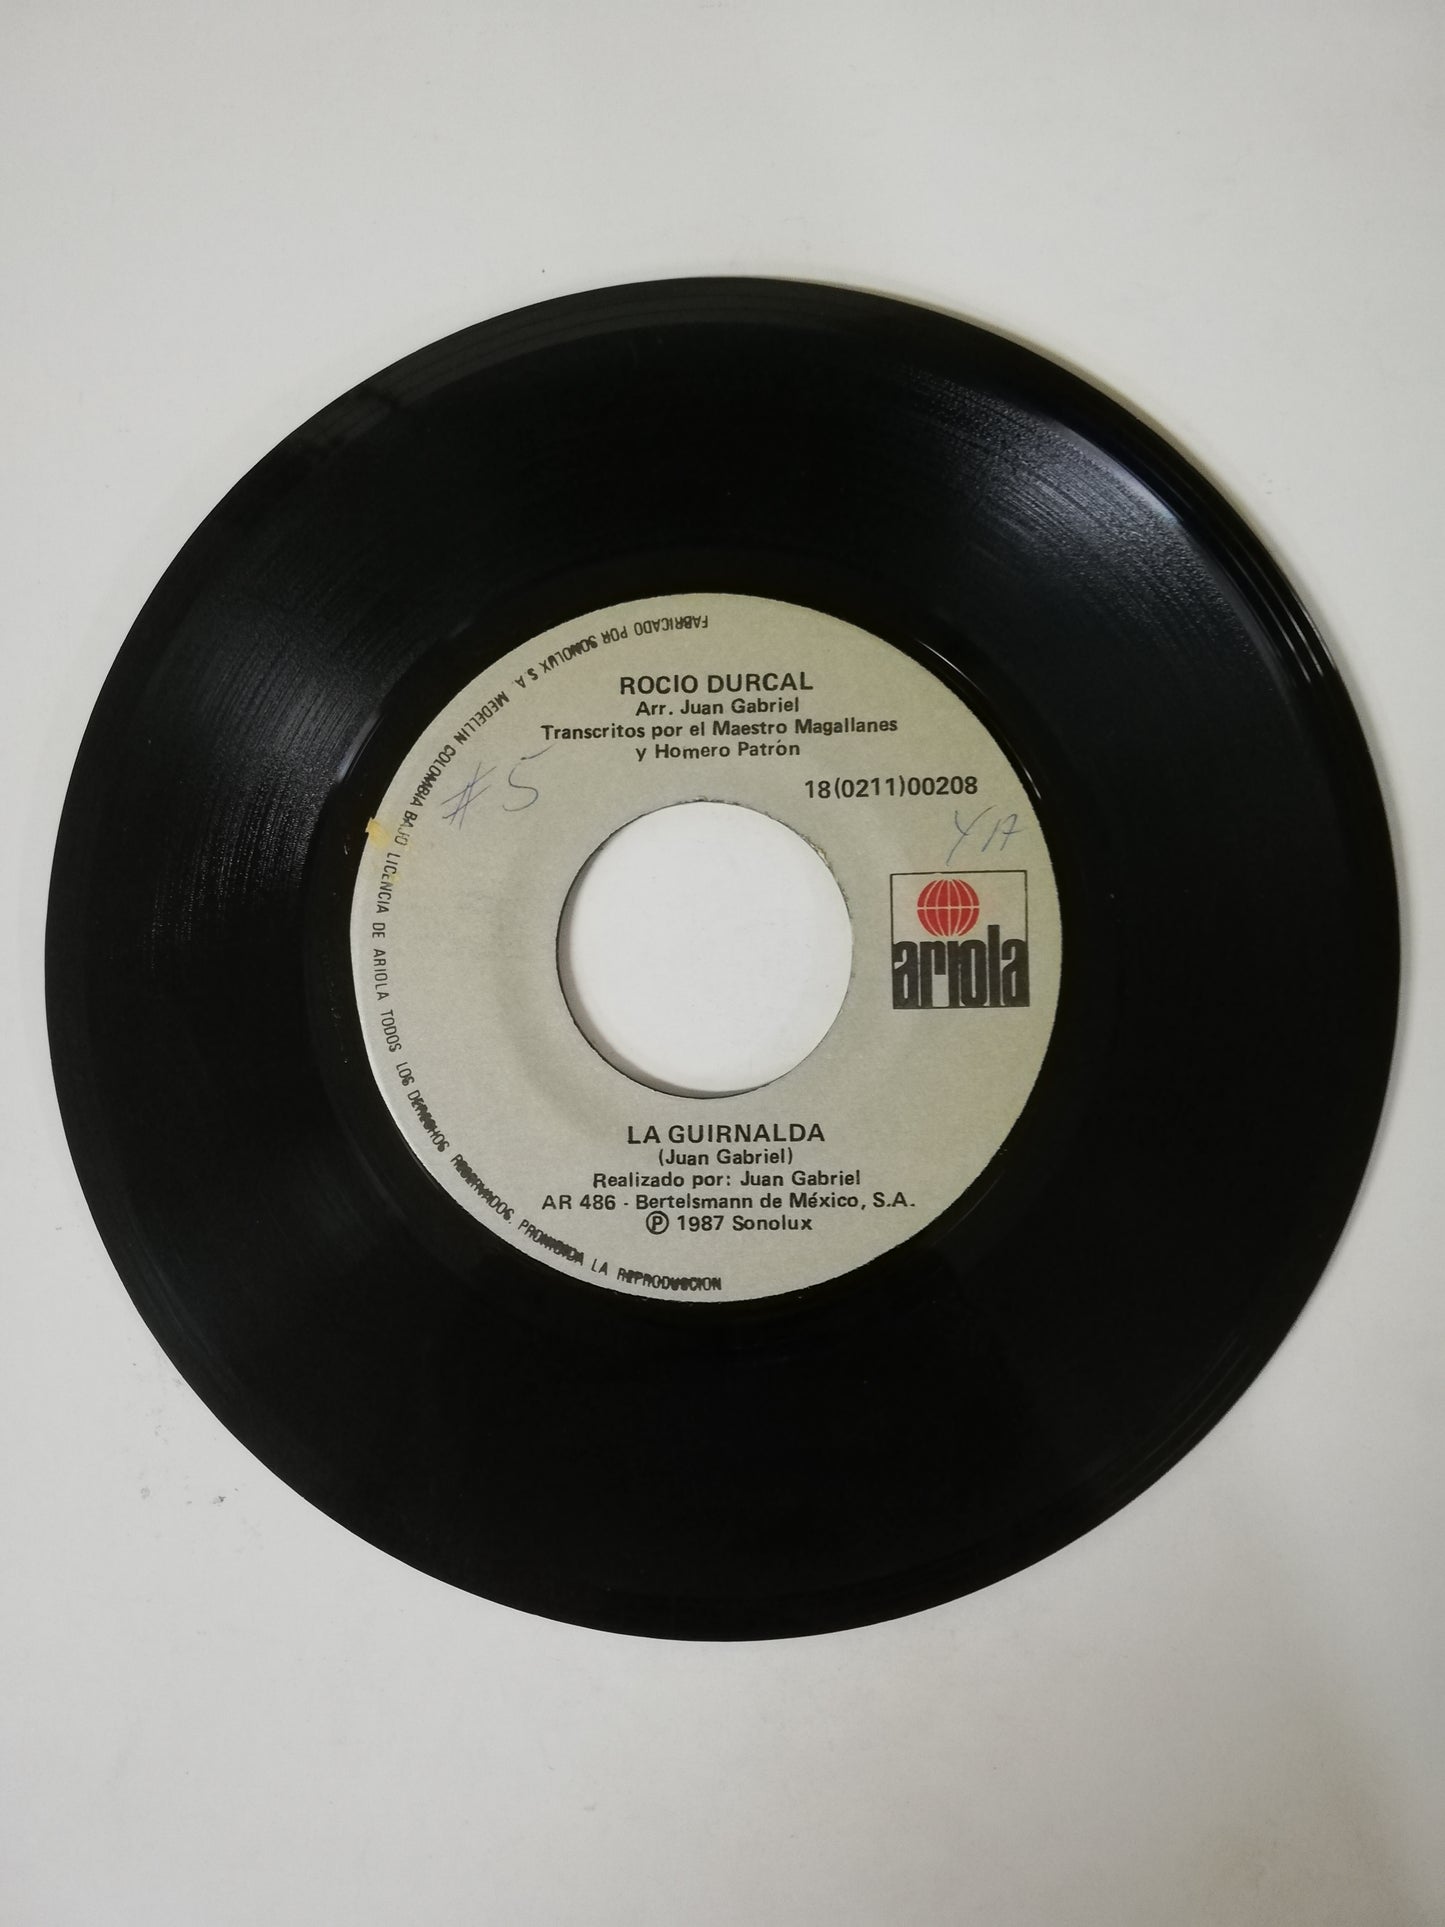 ROCIO DURCAL
Arr. Juan Gabriel
Transcritos por el Maestro Magallanes
y Homero Patrón
18(0211)00208
#5
YA
ariola
LA GUIRNALDA
(Juan Gabriel)
Realizado por: Juan Gabriel
AR 486 - Bertelsmann de México, S.A.
Ⓟ 1987 Sonolux
FABRICADO POR SONOLUX S.A. MEDELLIN COLOMBIA BAJO LICENCIA DE ARIOLA TODOS LOS DERECHOS RESERVADOS. PROHIBIDA LA REPRODUCCION